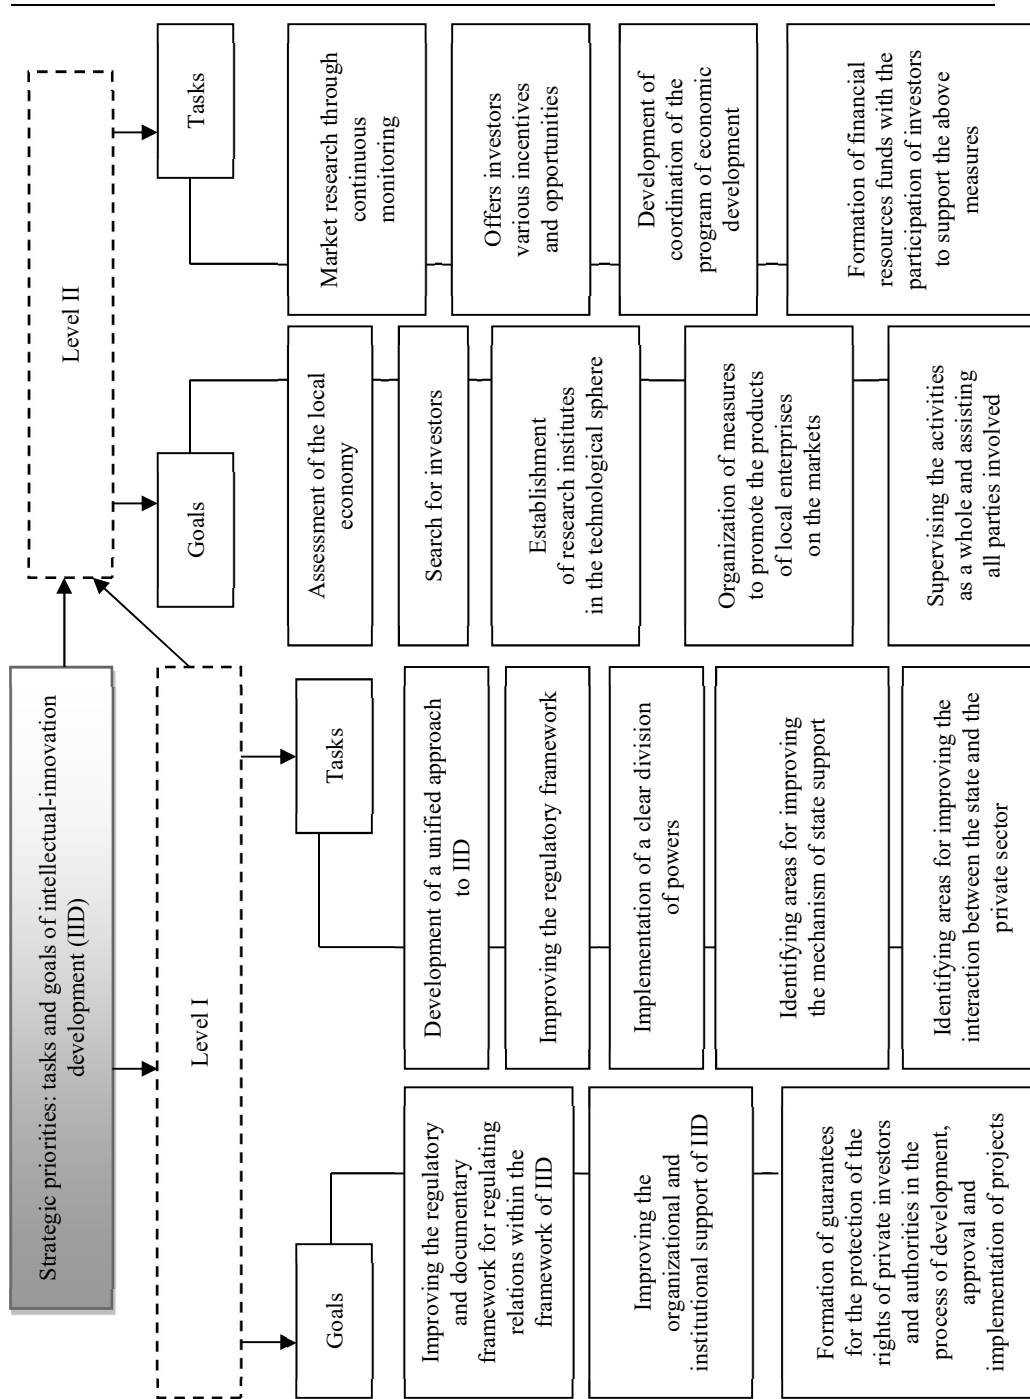 Strategic priorities: tasks and goals of intellectual-innovation
development (IID)
Level I
Level II
Goals
Improving the regulatory
and documentary
framework for regulating
relations within the
framework of IID
Improving the
organizational and
institutional support of IID
Formation of guarantees
for the protection of the
rights of private investors
and authorities in the
process of development,
approval and
implementation of projects
Tasks
Development of a unified approach
to IID
Improving the regulatory framework
Implementation of a clear division
of powers
Identifying areas for improving
the mechanism of state support
Identifying areas for improving the
interaction between the state and the
private sector
Goals
Assessment of the local
economy
Search for investors
Establishment
of research institutes
in the technological sphere
Organization of measures
to promote the products
of local enterprises
on the markets
Supervising the activities
as a whole and assisting
all parties involved
Tasks
Market research through
continuous
monitoring
Offers investors
various incentives
and opportunities
Development of
coordination of the
program of economic
development
Formation of financial
resources funds with the
participation of investors
to support the above
measures